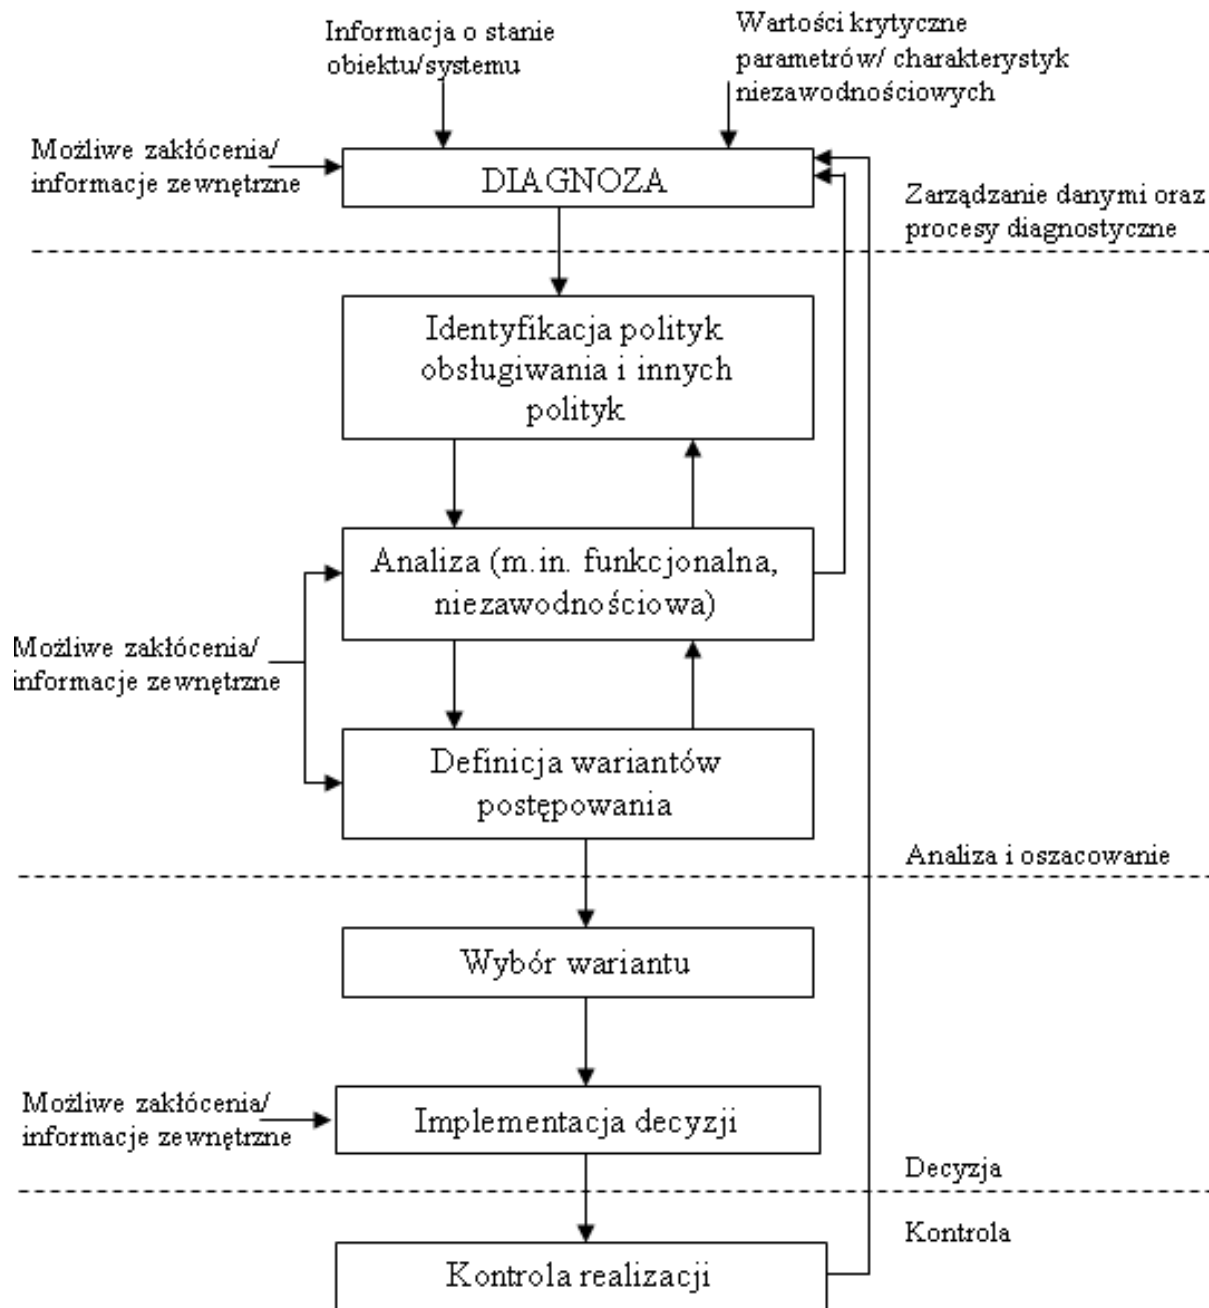 Informacja o stanie
obiektu/systemu
Wartości krytyczne
parametrów/ charakterystyk
niezawodnościowych
Możliwe zakłócenia/
informacje zewnętrzne
DIAGNOZA
Zarządzanie danymi oraz
procesy diagnostyczne
Identyfikacja polityk
obsługiwania i innych
polityk
Analiza (m.in. funkcjonalna,
niezawodnościowa)
Możliwe zakłócenia/
informacje zewnętrzne
Definicja wariantów
postępowania
Analiza i oszacowanie
Wybór wariantu
Możliwe zakłócenia/
informacje zewnętrzne
Implementacja decyzji
Decyzja
Kontrola
Kontrola realizacji